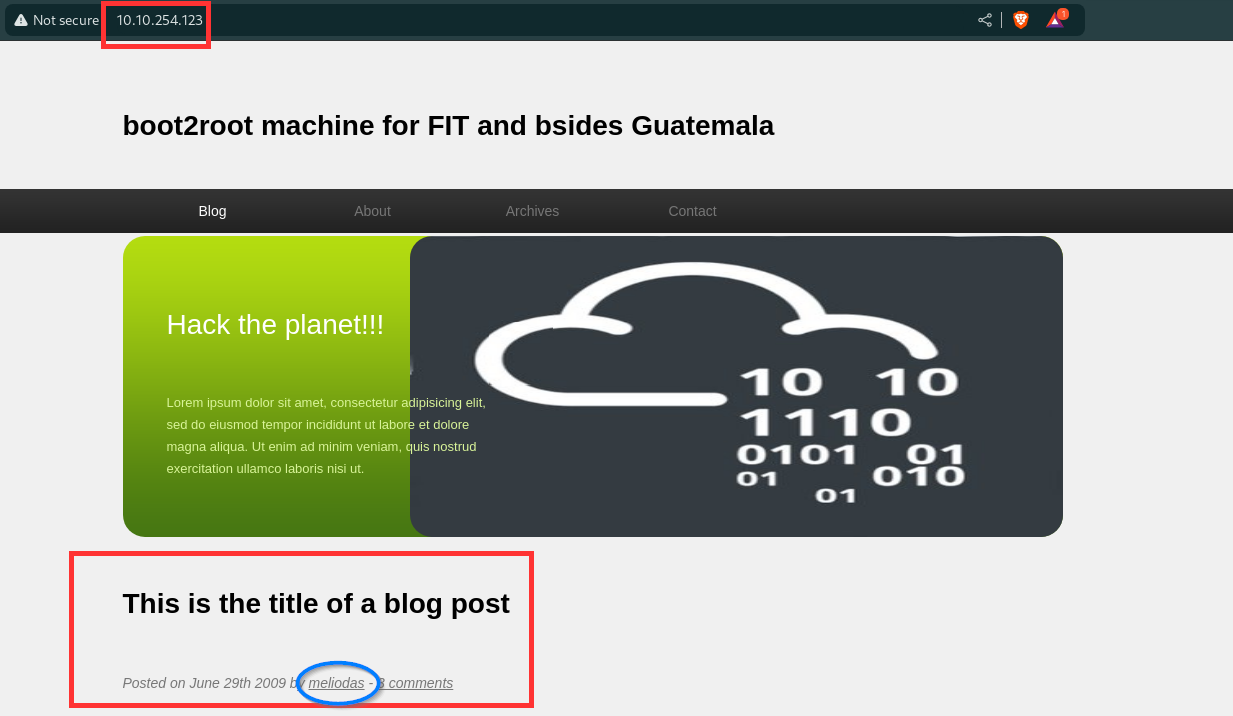 Not secure 10.10.254.123
1
boot2root machine for FIT and bsides Guatemala
Blog About Archives Contact
Hack the planet!!!
Lorem ipsum dolor sit amet, consectetur adipisicing elit,
sed do eiusmod tempor incididunt ut labore et dolore
magna aliqua. Ut enim ad minim veniam, quis nostrud
exercitation ullamco laboris nisi ut.
10 10
1110
0101 01
01 010
01
This is the title of a blog post
Posted on June 29th 2009 by meliodas - 3 comments